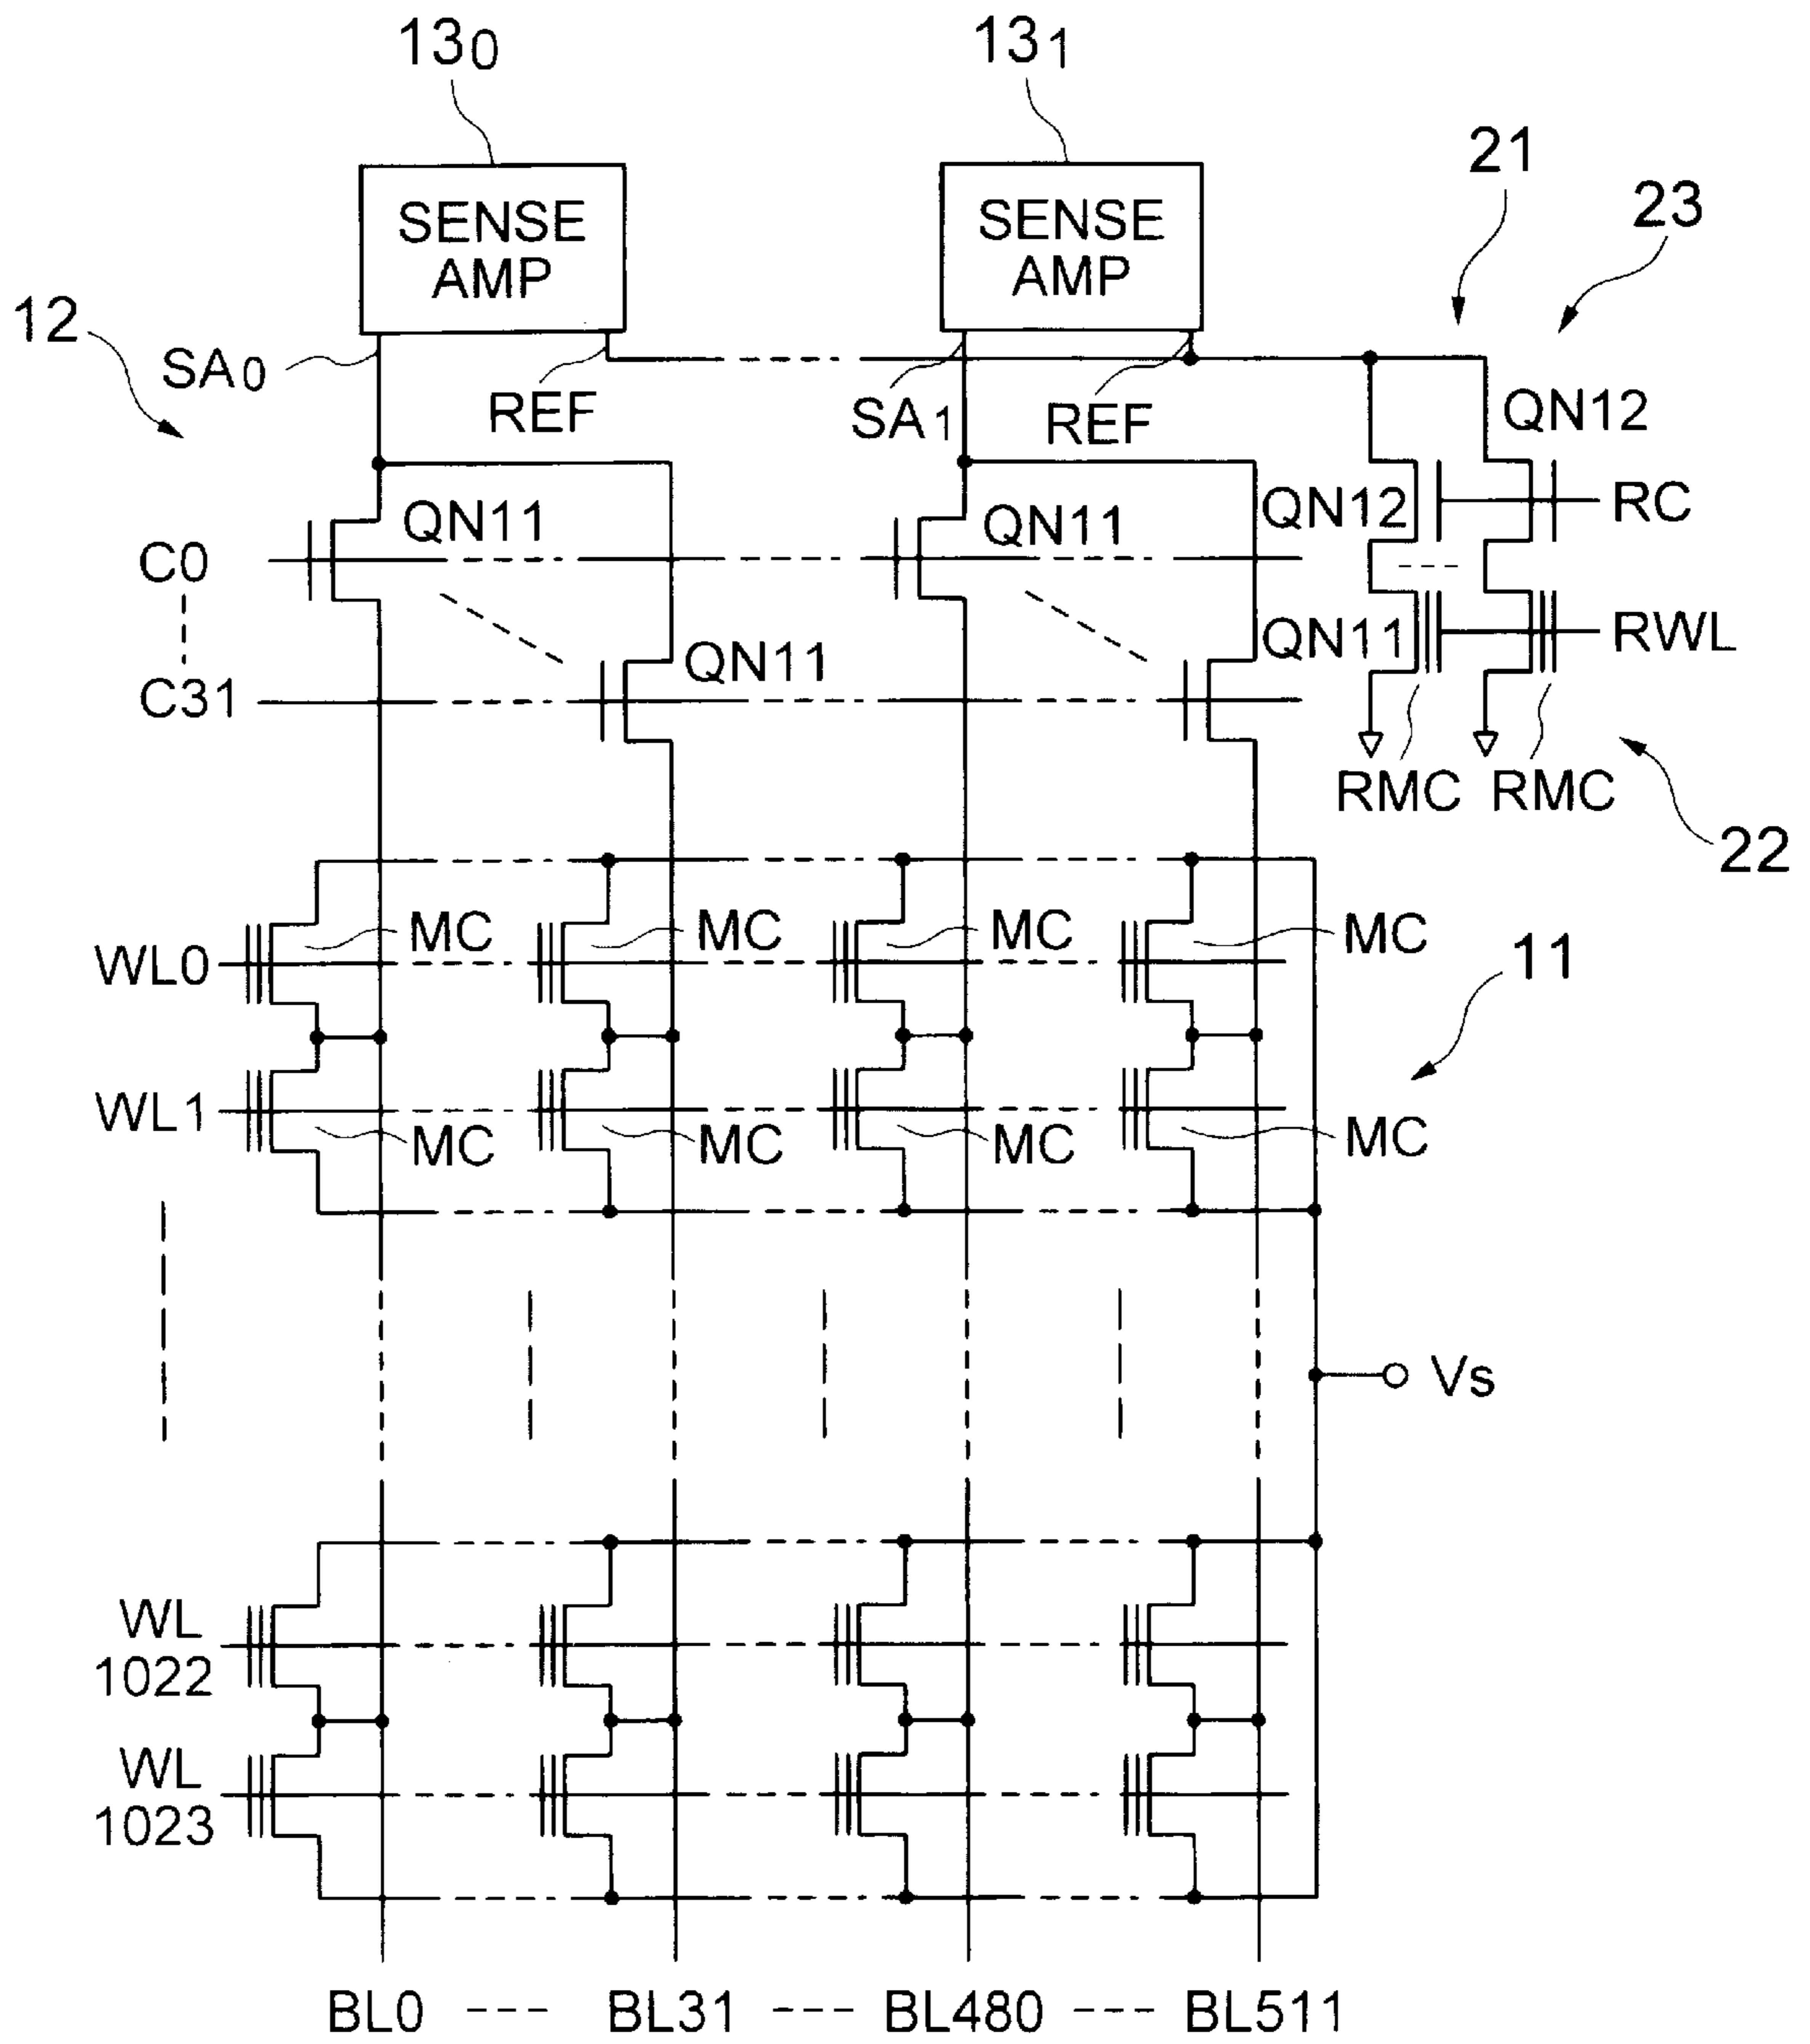 13₀
13₁
21
23
SENSE
AMP
SENSE
AMP
12
SA₀
REF
SA₁
REF
QN12
QN11
QN11
QN12
RC
C0
QN11
QN11
RWL
C31
RMC
RMC
22
MC
MC
MC
MC
WL0
11
WL1
MC
MC
MC
MC
Vs
WL
1022
WL
1023
BL0
BL31
BL480
BL511